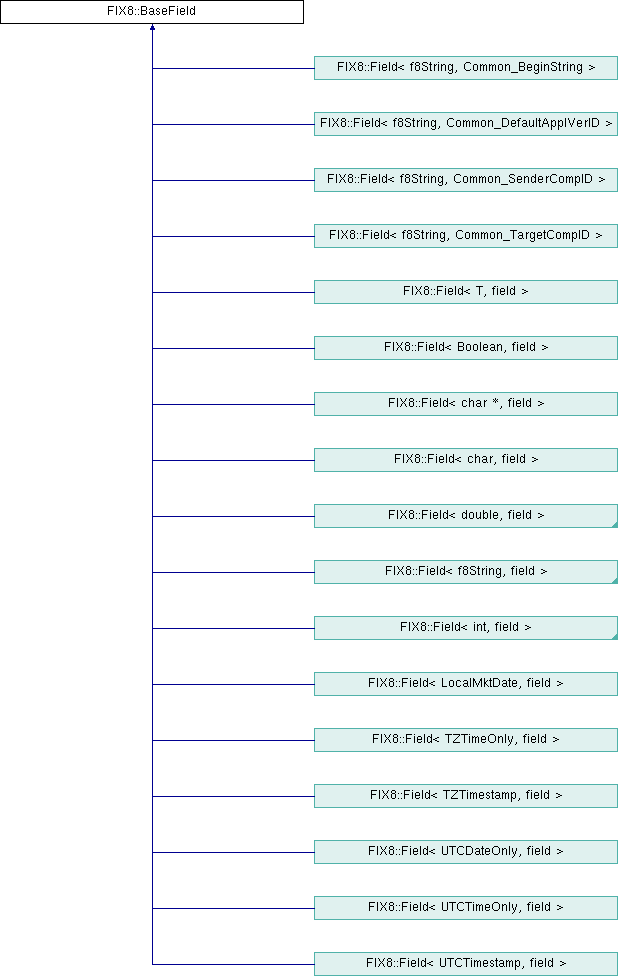 FIX8::BaseField
FIX8::Field< f8String, Common_BeginString >
FIX8::Field< f8String, Common_DefaultApplVerID >
FIX8::Field< f8String, Common_SenderCompID >
FIX8::Field< f8String, Common_TargetCompID >
FIX8::Field< T, field >
FIX8::Field< Boolean, field >
FIX8::Field< char *, field >
FIX8::Field< char, field >
FIX8::Field< double, field >
FIX8::Field< f8String, field >
FIX8::Field< int, field >
FIX8::Field< LocalMktDate, field >
FIX8::Field< TZTimeOnly, field >
FIX8::Field< TZTimestamp, field >
FIX8::Field< UTCDateOnly, field >
FIX8::Field< UTCTimeOnly, field >
FIX8::Field< UTCTimestamp, field >